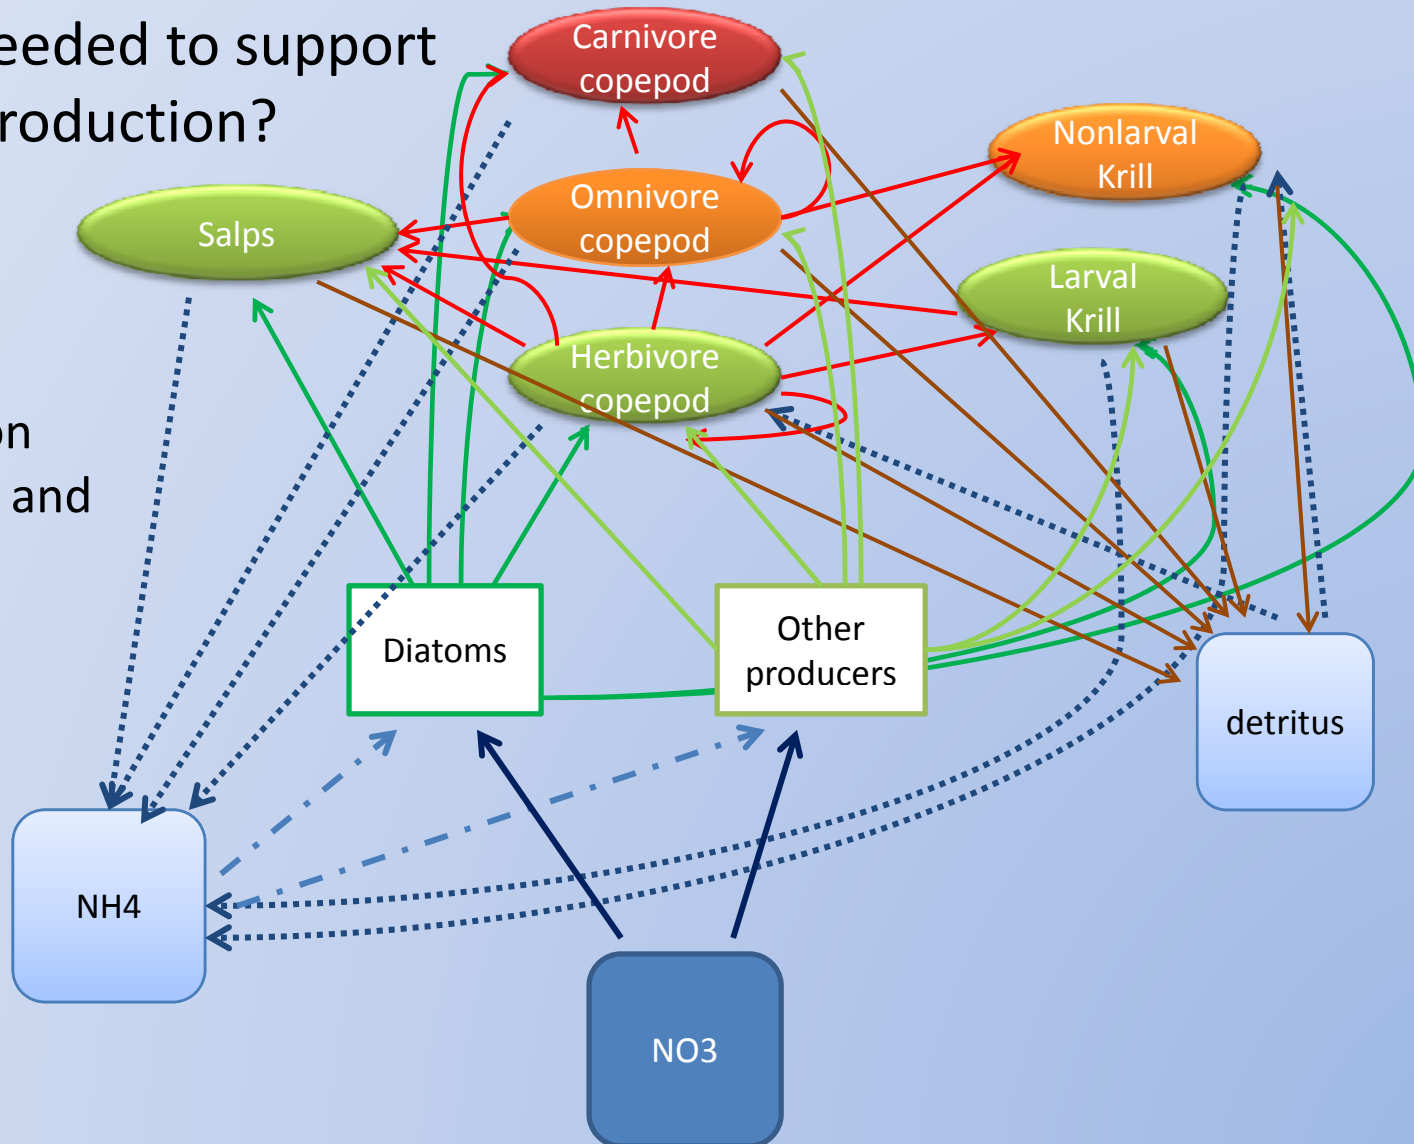 eeded to support
roduction?
on
and
Carnivore
copepod
Nonlarval
Krill
Omnivore
copepod
Salps
Larval
Krill
Herbivore
copepod
Diatoms
Other
producers
detritus
NH4
NO3